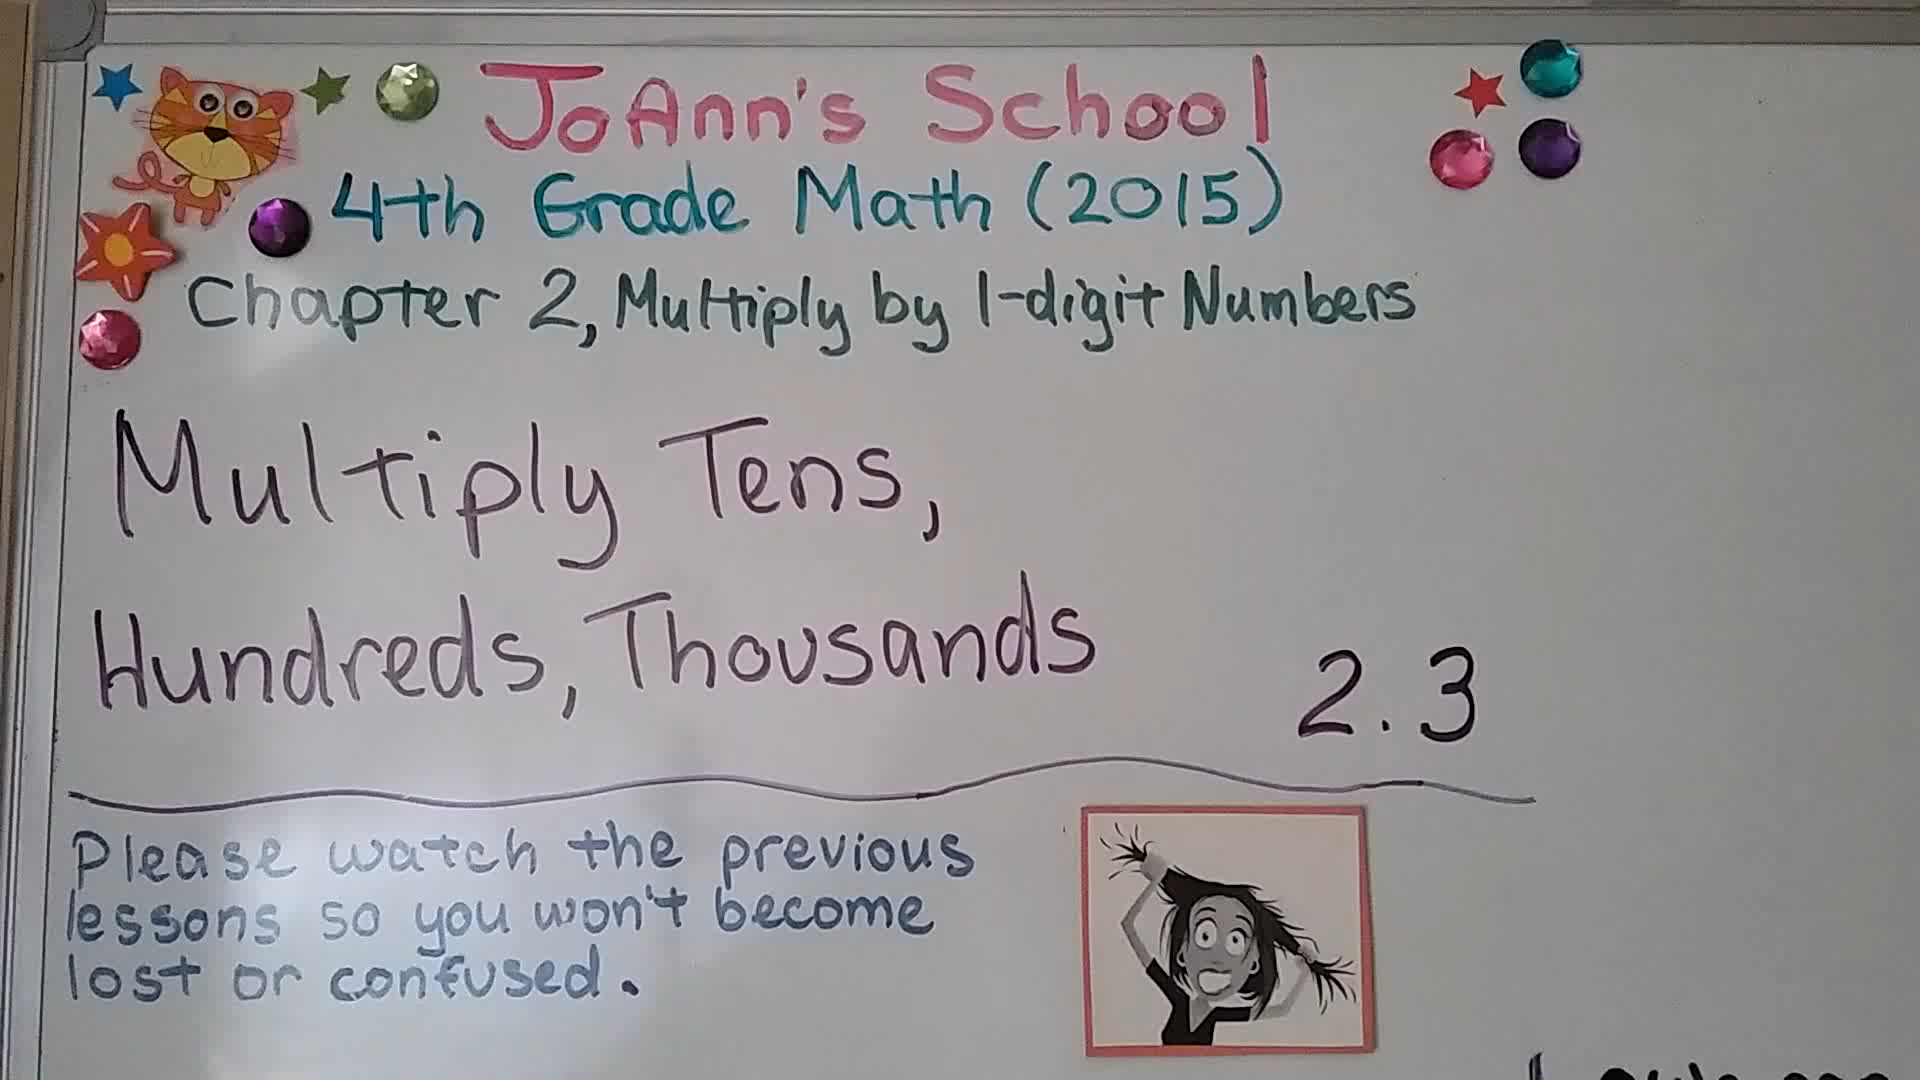 JoAnn's School
4th Grade Math (2015)
Chapter 2, Multiply by 1-digit Numbers
Multiply Tens,
Hundreds, Thousands
2.3
Please watch the previous
lessons so you won't become
lost or confused.